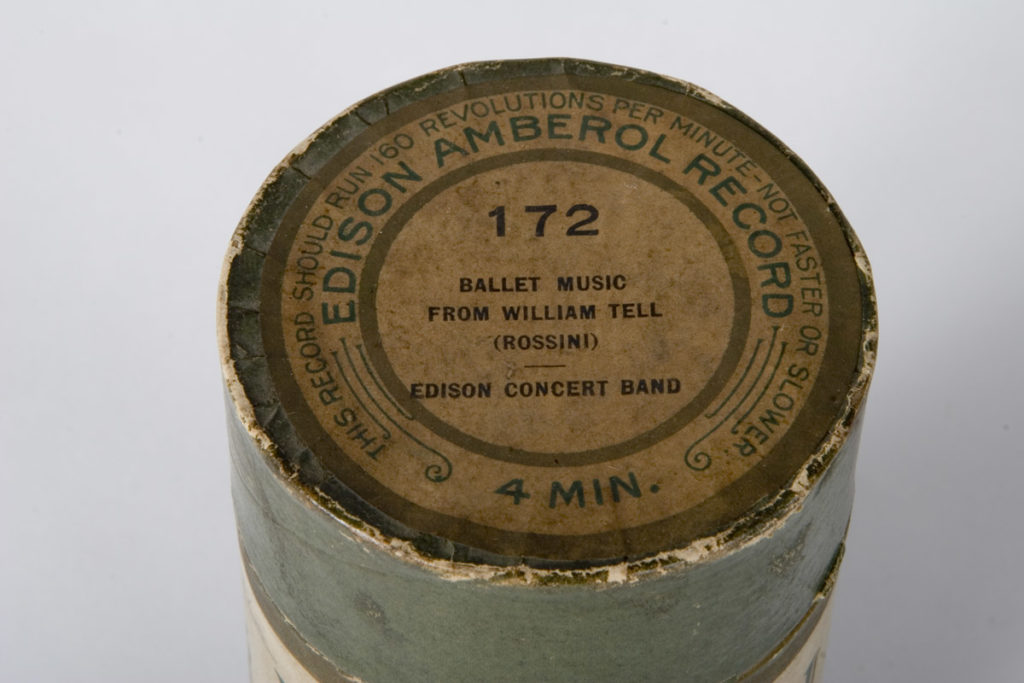 THIS RECORD SHOULD RUN 160 REVOLUTIONS PER MINUTE-NOT FASTER OR SLOWER.
EDISON AMBEROL RECORD
172
BALLET MUSIC
FROM WILLIAM TELL
(ROSSINI)
EDISON CONCERT BAND
4 MIN.